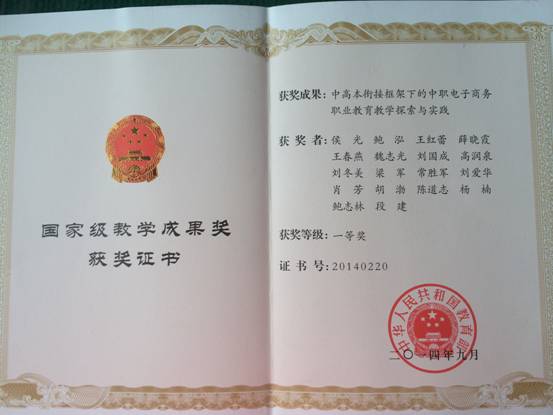 国家级教学成果奖
获奖证书
获奖成果：中高本衔接框架下的中职电子商务
职业教育教学探索与实践
获 奖 者：侯 光 鲍 泓 王红蕾 薛晓霞
王春燕 魏志光 刘国成 高润泉
刘冬美 梁 军 常胜军 刘爱华
肖 芳 胡 渤 陈道志 杨 楠
鲍志林 段 建
获奖等级：一等奖
证 书 号：20140220
中华人民共和国教育部
二〇一四年九月